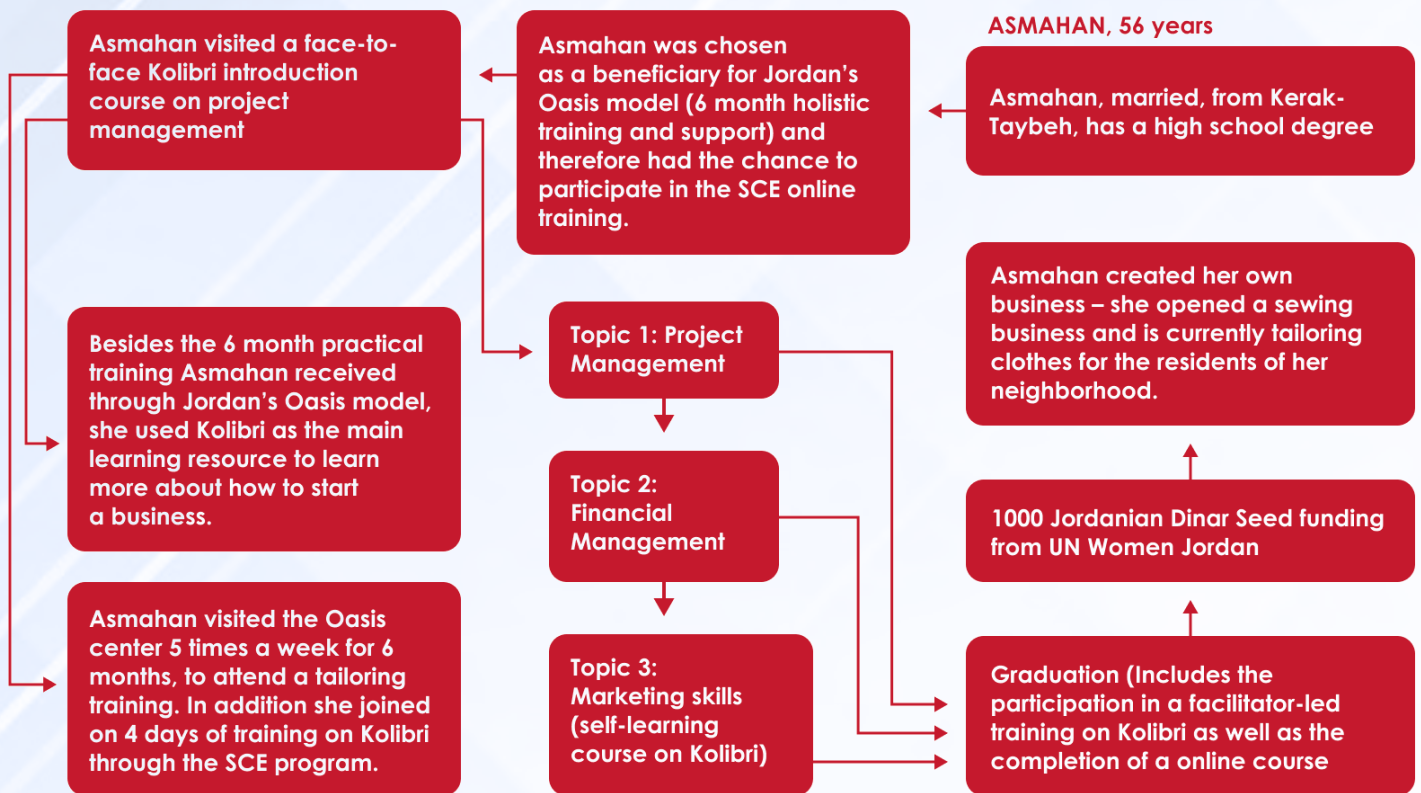 ASMAHAN, 56 years
Asmahan, married, from Kerak-
Taybeh, has a high school degree
Asmahan was chosen
as a beneficiary for Jordan's
Oasis model (6 month holistic
training and support) and
therefore had the chance to
participate in the SCE online
training.
Asmahan visited a face-to-
face Kolibri introduction
course on project
management
Besides the 6 month practical
training Asmahan received
through Jordan's Oasis model,
she used Kolibri as the main
learning resource to learn
more about how to start
a business.
Asmahan visited the Oasis
center 5 times a week for 6
months, to attend a tailoring
training. In addition she joined
on 4 days of training on Kolibri
through the SCE program.
Topic 1: Project
Management
Topic 2:
Financial
Management
Topic 3:
Marketing skills
(self-learning
course on Kolibri)
Graduation (Includes the
participation in a facilitator-led
training on Kolibri as well as the
completion of a online course
1000 Jordanian Dinar Seed funding
from UN Women Jordan
Asmahan created her own
business – she opened a sewing
business and is currently tailoring
clothes for the residents of her
neighborhood.